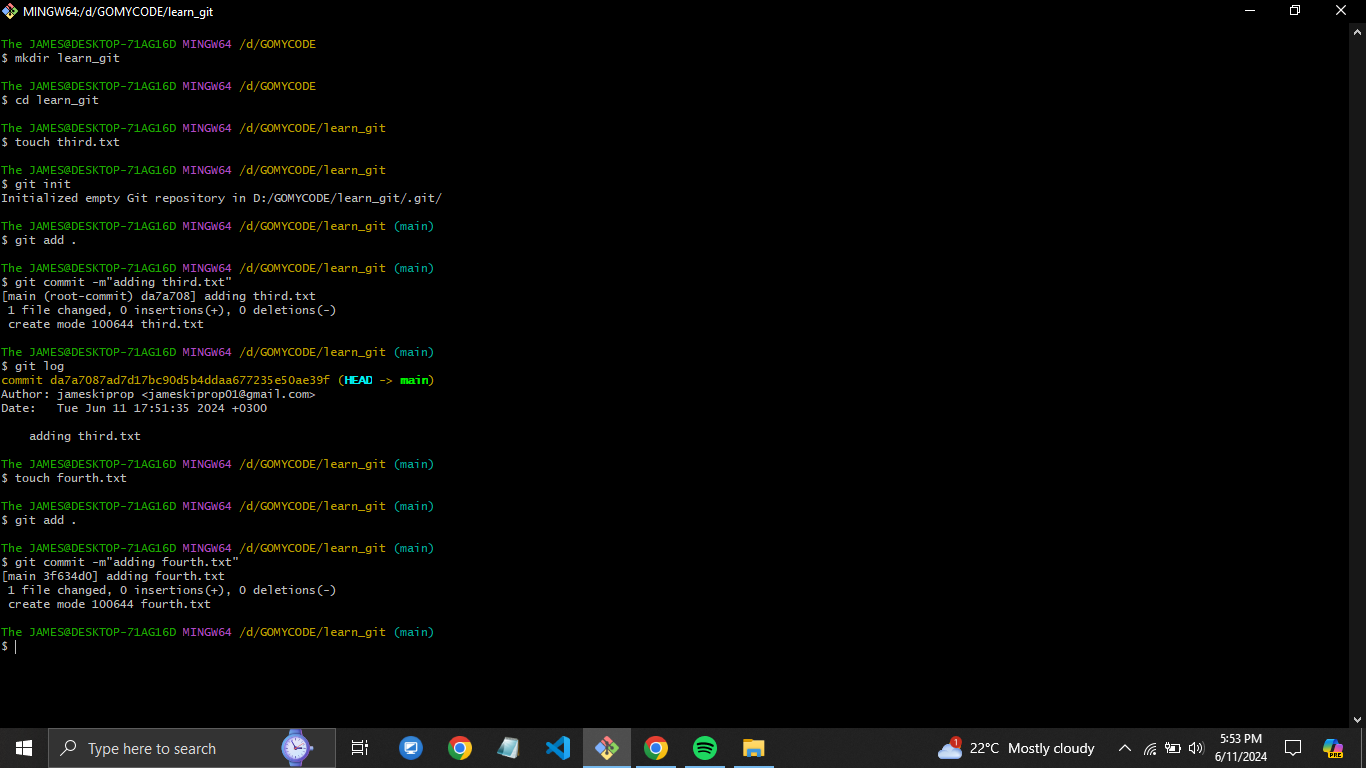 MINGW64:/d/GOMYCODE/learn_git
The JAMES@DESKTOP-71AG16D MINGW64 /d/GOMYCODE
$ mkdir learn_git
The JAMES@DESKTOP-71AG16D MINGW64 /d/GOMYCODE
$ cd learn_git
The JAMES@DESKTOP-71AG16D MINGW64 /d/GOMYCODE/learn_git
$ touch third.txt
The JAMES@DESKTOP-71AG16D MINGW64 /d/GOMYCODE/learn_git
$ git init
Initialized empty Git repository in D:/GOMYCODE/learn_git/.git/
The JAMES@DESKTOP-71AG16D MINGW64 /d/GOMYCODE/learn_git (main)
$ git add .
The JAMES@DESKTOP-71AG16D MINGW64 /d/GOMYCODE/learn_git (main)
$ git commit -m"adding third.txt"
[main (root-commit) da7a708] adding third.txt
1 file changed, 0 insertions(+), 0 deletions(-)
create mode 100644 third.txt
The JAMES@DESKTOP-71AG16D MINGW64 /d/GOMYCODE/learn_git (main)
$ git log
commit da7a7087ad7d17bc90d5b4ddaa677235e50ae39f (HEAD -> main)
Author: jameskiprop <jameskiprop01@gmail.com>
Date:   Tue Jun 11 17:51:35 2024 +0300
adding third.txt
The JAMES@DESKTOP-71AG16D MINGW64 /d/GOMYCODE/learn_git (main)
$ touch fourth.txt
The JAMES@DESKTOP-71AG16D MINGW64 /d/GOMYCODE/learn_git (main)
$ git add .
The JAMES@DESKTOP-71AG16D MINGW64 /d/GOMYCODE/learn_git (main)
$ git commit -m"adding fourth.txt"
[main 3f634d0] adding fourth.txt
1 file changed, 0 insertions(+), 0 deletions(-)
create mode 100644 fourth.txt
The JAMES@DESKTOP-71AG16D MINGW64 /d/GOMYCODE/learn_git (main)
$
Type here to search
1
22°C Mostly cloudy
5:53 PM
6/11/2024
PRE